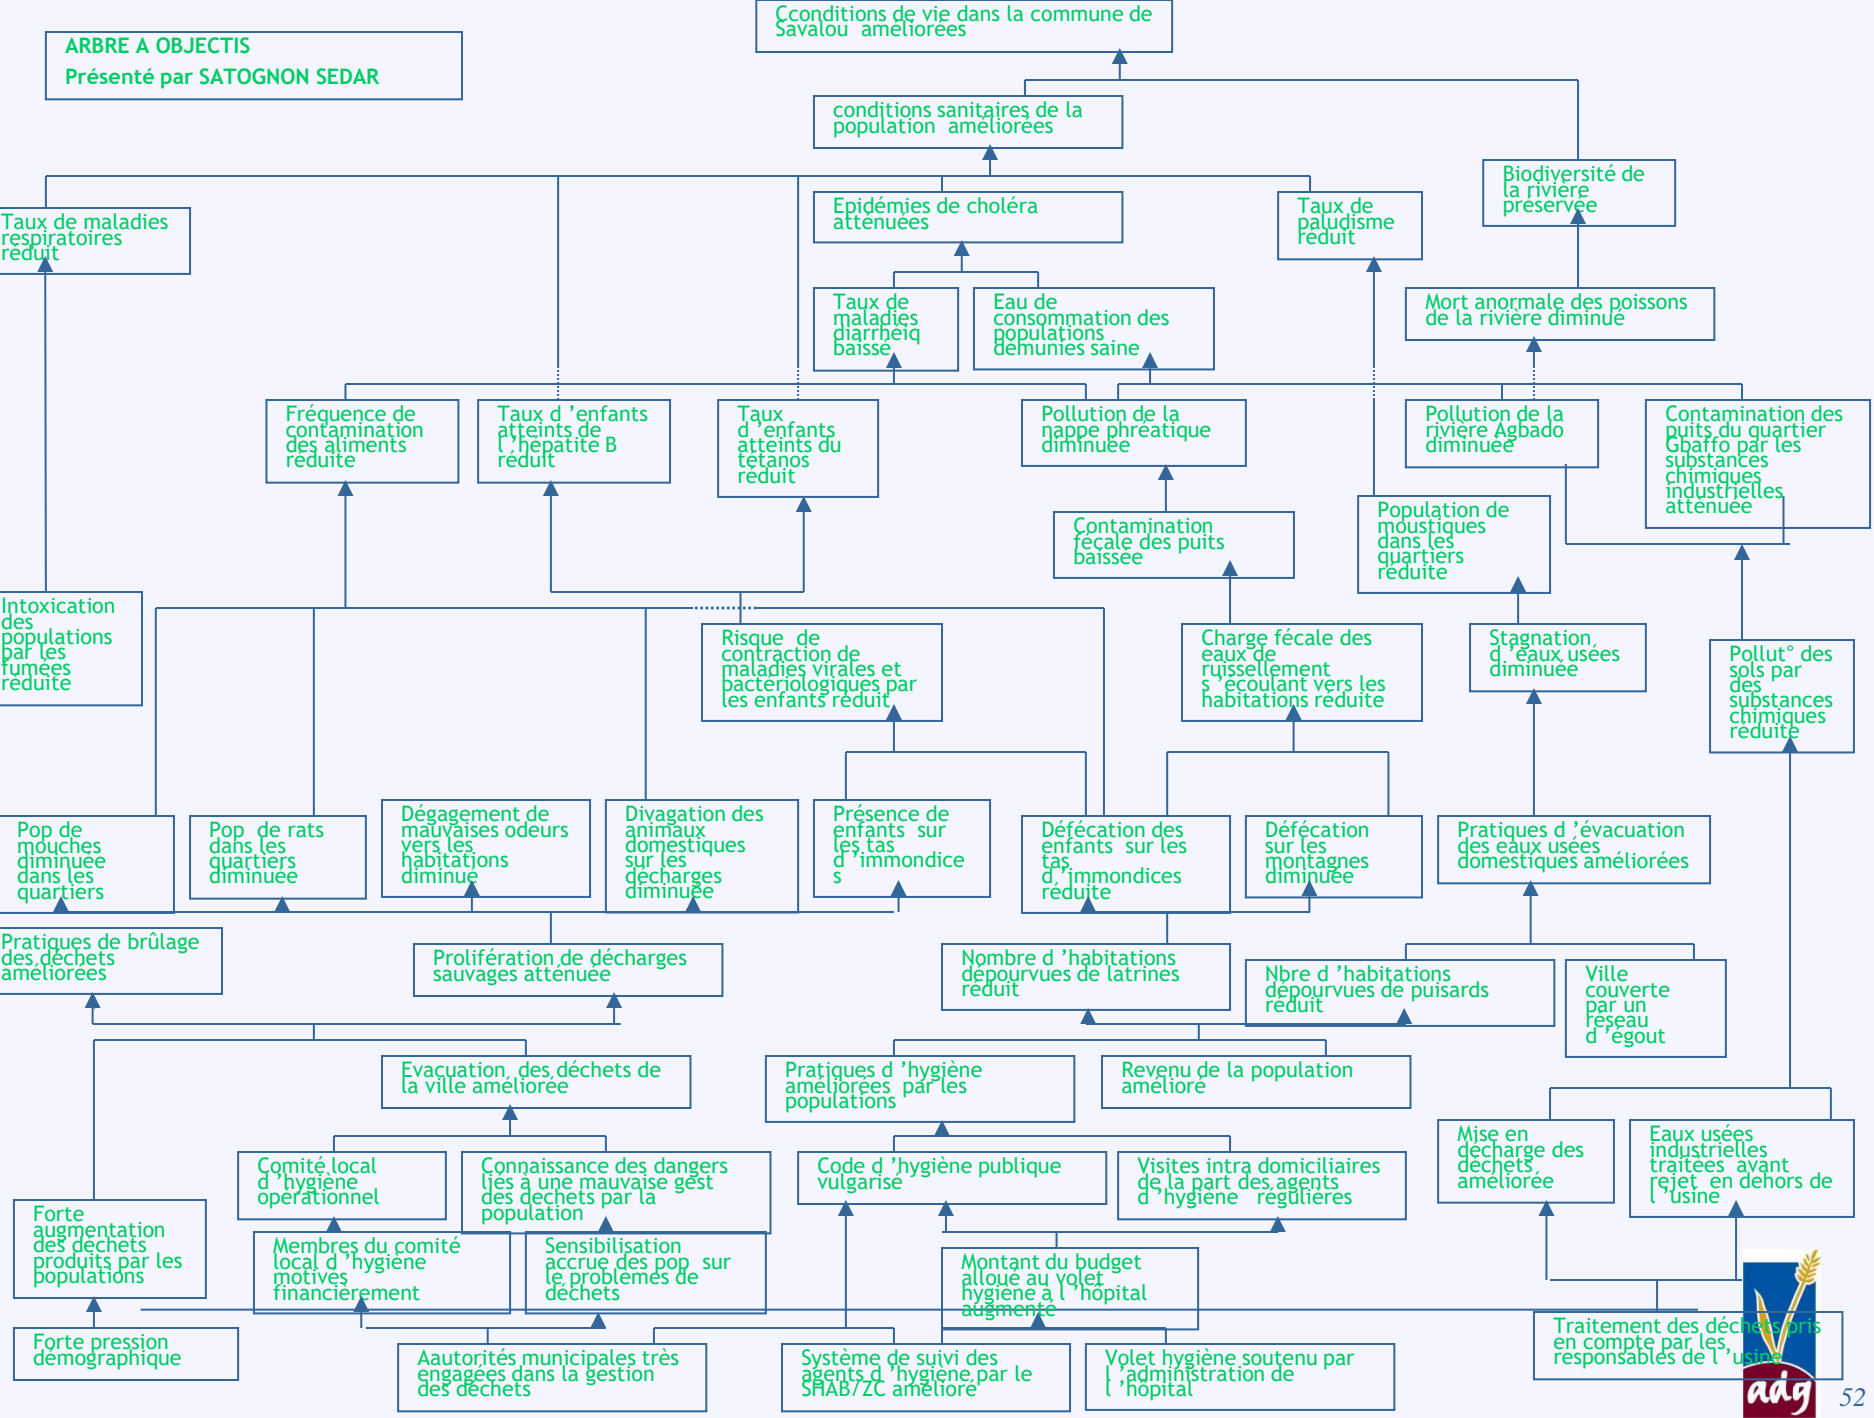 Cconditions de vie dans la commune de
Savalou améliorées
ARBRE A OBJECTIS
Présenté par SATOGNON SEDAR
conditions sanitaires de la
population améliorées
Biodiversité de
la rivière
préservée
Taux de maladies
respiratoires
réduit
Epidémies de choléra
atténuées
Taux de
paludisme
réduit
Taux de
maladies
diarrhéiq
baissé
Eau de
consommation des
populations
démunies saine
Mort anormale des poissons
de la rivière diminué
Fréquence de
contamination
des aliments
réduite
Taux d ’enfants
atteints de
l ’hépatite B
réduit
Taux
d ’enfants
atteints du
tétanos
réduit
Pollution de la
nappe phréatique
diminuée
Pollution de la
rivière Agbado
diminuée
Contamination des
puits du quartier
Gbaffo par les
substances
chimiques
industrielles
atténuée
Contamination
fécale des puits
baissée
Population de
moustiques
dans les
quartiers
réduite
Intoxication
des
populations
par les
fumées
réduite
Risque de
contraction de
maladies virales et
bactériologiques par
les enfants réduit
Charge fécale des
eaux de
ruissellement
s ’écoulant vers les
habitations réduite
Stagnation
d ’eaux usées
diminuée
Pollut° des
sols par
des
substances
chimiques
réduite
Pop de
mouches
diminuée
dans les
quartiers
Pop de rats
dans les
quartiers
diminuée
Dégagement de
mauvaises odeurs
vers les
habitations
diminué
Divagation des
animaux
domestiques
sur les
décharges
diminuée
Présence de
enfants sur
les tas
d ’immondice
s
Défécation des
enfants sur les
tas
d ’immondices
réduite
Défécation
sur les
montagnes
diminuée
Pratiques d ’évacuation
des eaux usées
domestiques améliorées
Pratiques de brûlage
des déchets
améliorées
Prolifération de décharges
sauvages atténuée
Nombre d ’habitations
dépourvues de latrines
réduit
Nbre d ’habitations
dépourvues de puisards
réduit
Ville
couverte
par un
réseau
d ’égout
Evacuation des déchets de
la ville améliorée
Pratiques d ’hygiène
améliorées par les
populations
Revenu de la population
amélioré
Mise en
décharge des
déchets
améliorée
Eaux usées
industrielles
traitées avant
rejet en dehors de
l ’usine
Comité local
d ’hygiène
opérationnel
Connaissance des dangers
liés à une mauvaise gest
des dechets par la
population
Code d ’hygiène publique
vulgarisé
Visites intra domiciliaires
de la part des agents
d ’hygiène régulières
Forte
augmentation
des déchets
produits par les
populations
Membres du comité
local d ’hygiène
motivés
financièrement
Sensibilisation
accrue des pop sur
le problèmes de
déchets
Montant du budget
alloué au volet
hygiène à l ’hôpital
augmenté
Forte pression
démographique
Aautorités municipales très
engagées dans la gestion
des déchets
Système de suivi des
agents d ’hygiène par le
SHAB/ZC amélioré
Volet hygiène soutenu par
l ’administration de
l ’hôpital
Traitement des déchets pris
en compte par les
responsables de l ’usine
adg
52